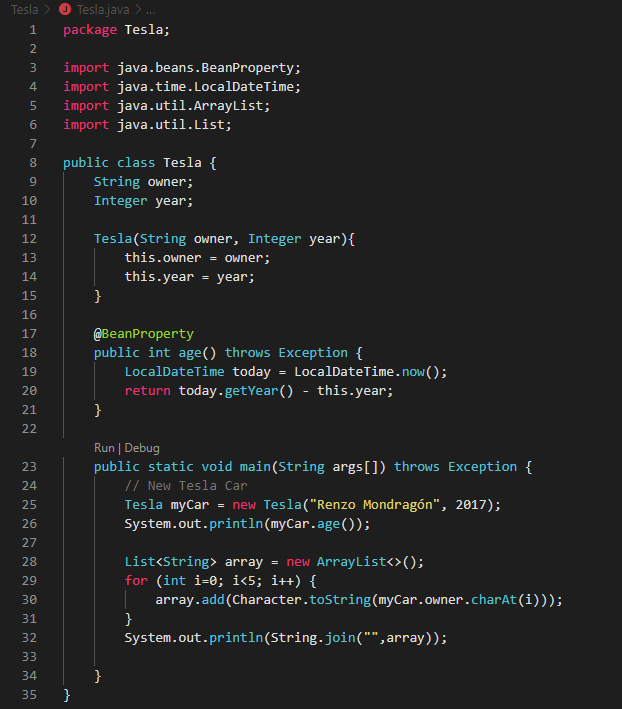 Tesla > Tesla.java > ...
1 package Tesla;
2
3 import java.beans.BeanProperty;
4 import java.time.LocalDateTime;
5 import java.util.ArrayList;
6 import java.util.List;
7
8 public class Tesla {
9     String owner;
10     Integer year;
11
12     Tesla(String owner, Integer year){
13         this.owner = owner;
14         this.year = year;
15     }
16
17     @BeanProperty
18     public int age() throws Exception {
19         LocalDateTime today = LocalDateTime.now();
20         return today.getYear() - this.year;
21     }
22
Run | Debug
23     public static void main(String args[]) throws Exception {
24         // New Tesla Car
25         Tesla myCar = new Tesla("Renzo Mondragón", 2017);
26         System.out.println(myCar.age());
27
28         List<String> array = new ArrayList<>();
29         for (int i=0; i<5; i++) {
30             array.add(Character.toString(myCar.owner.charAt(i)));
31         }
32         System.out.println(String.join("",array));
33
34     }
35 }